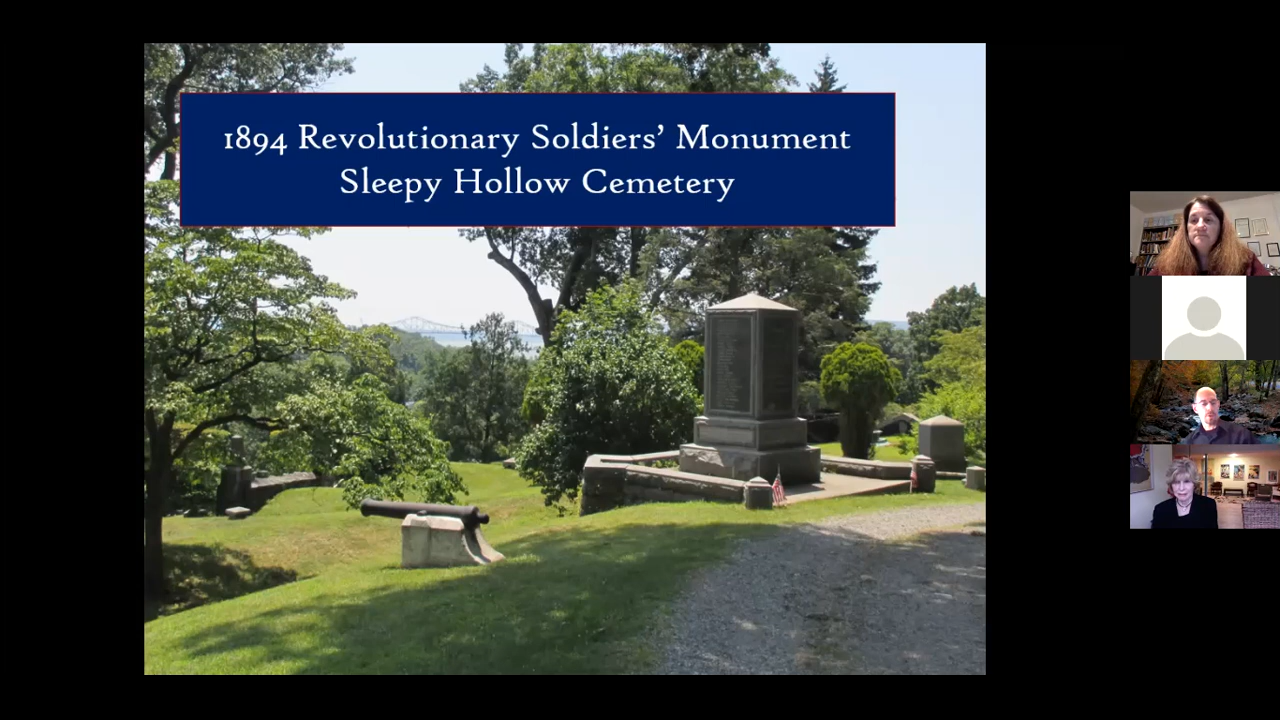 1894 Revolutionary Soldiers’ Monument
Sleepy Hollow Cemetery